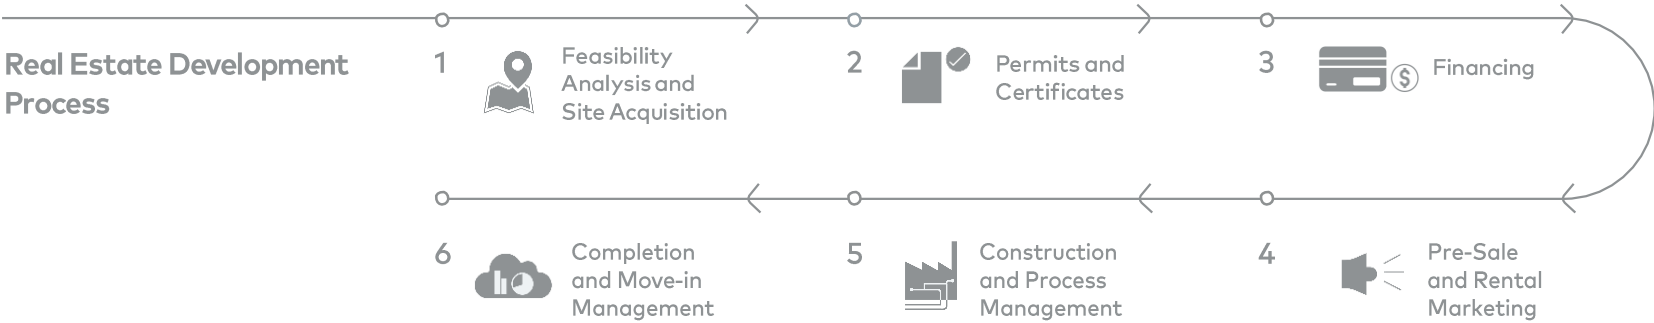 Real Estate Development
Process
1
Feasibility
Analysis and
Site Acquisition
2
Permits and
Certificates
3
$
Financing
4
Pre-Sale
and Rental
Marketing
5
Construction
and Process
Management
6
Completion
and Move-in
Management